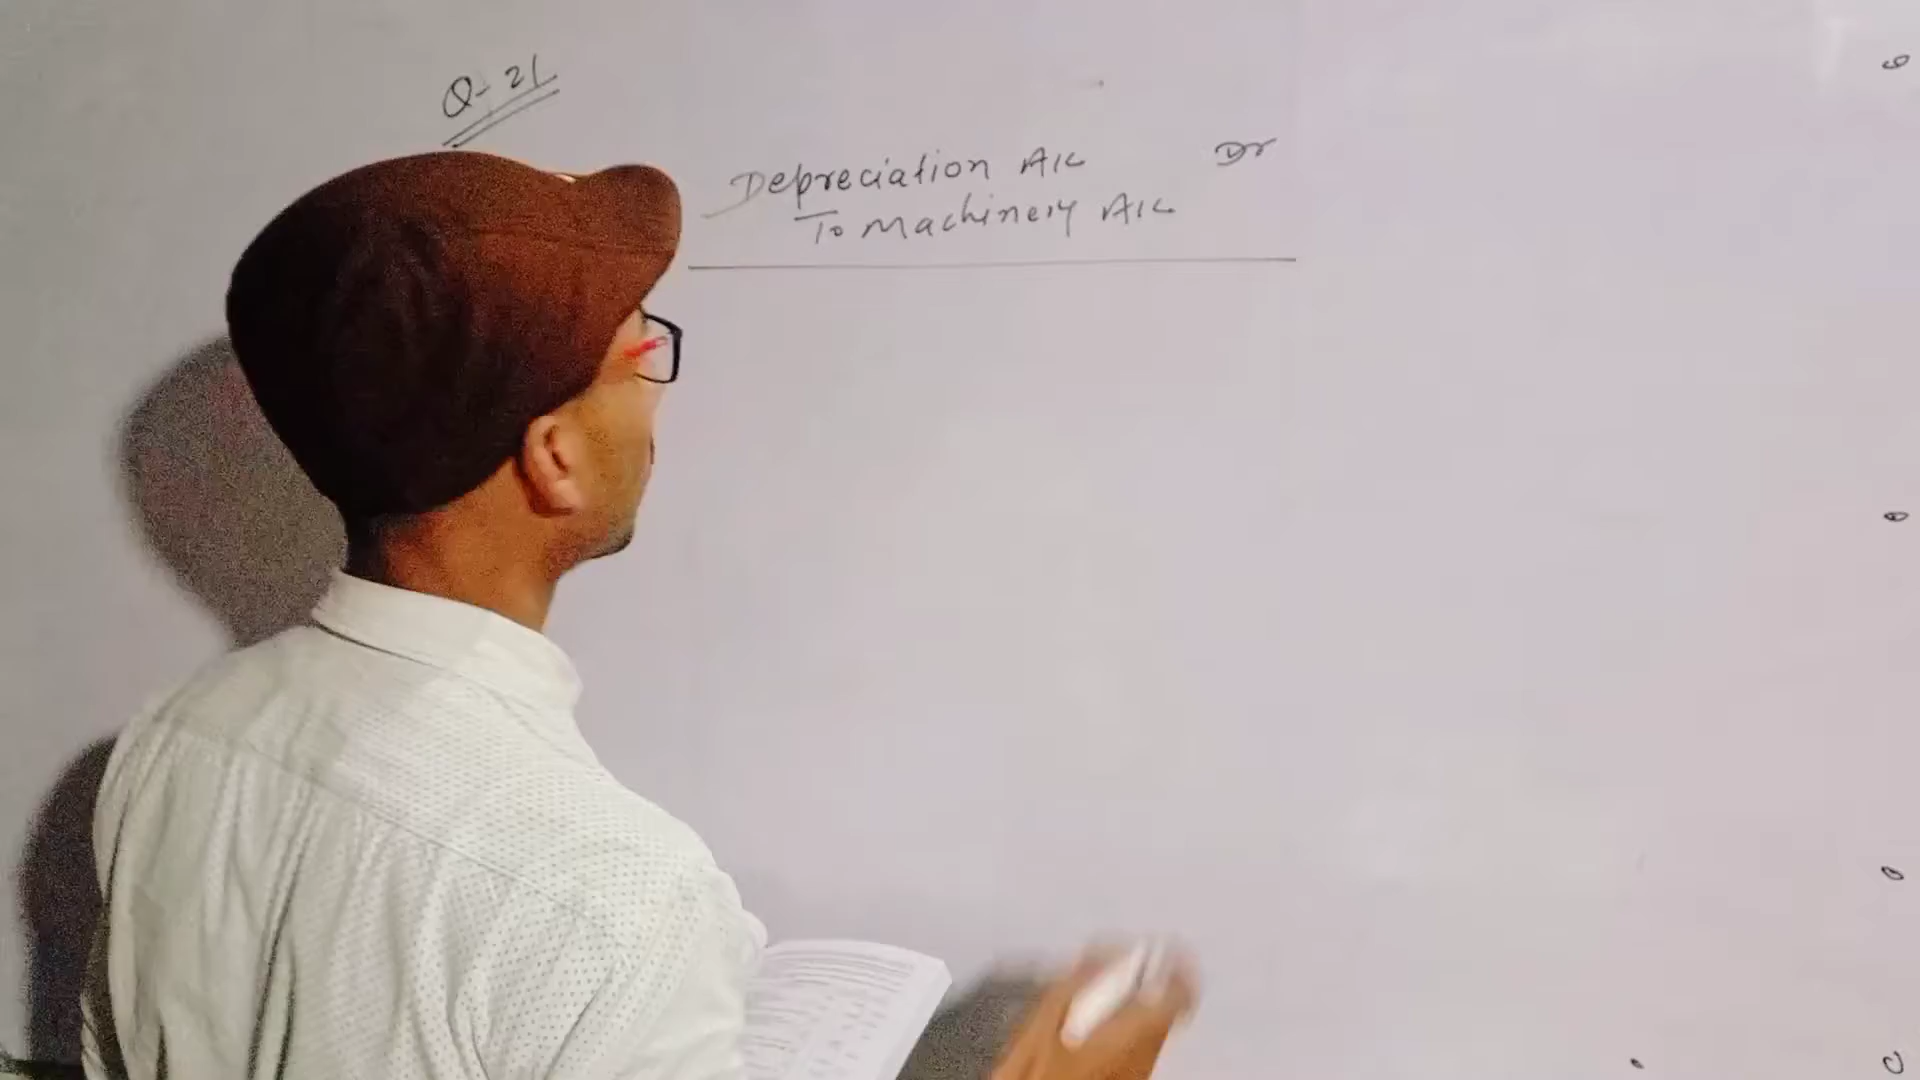 Q-21
Depreciation A/c Dr
To Machinery A/c